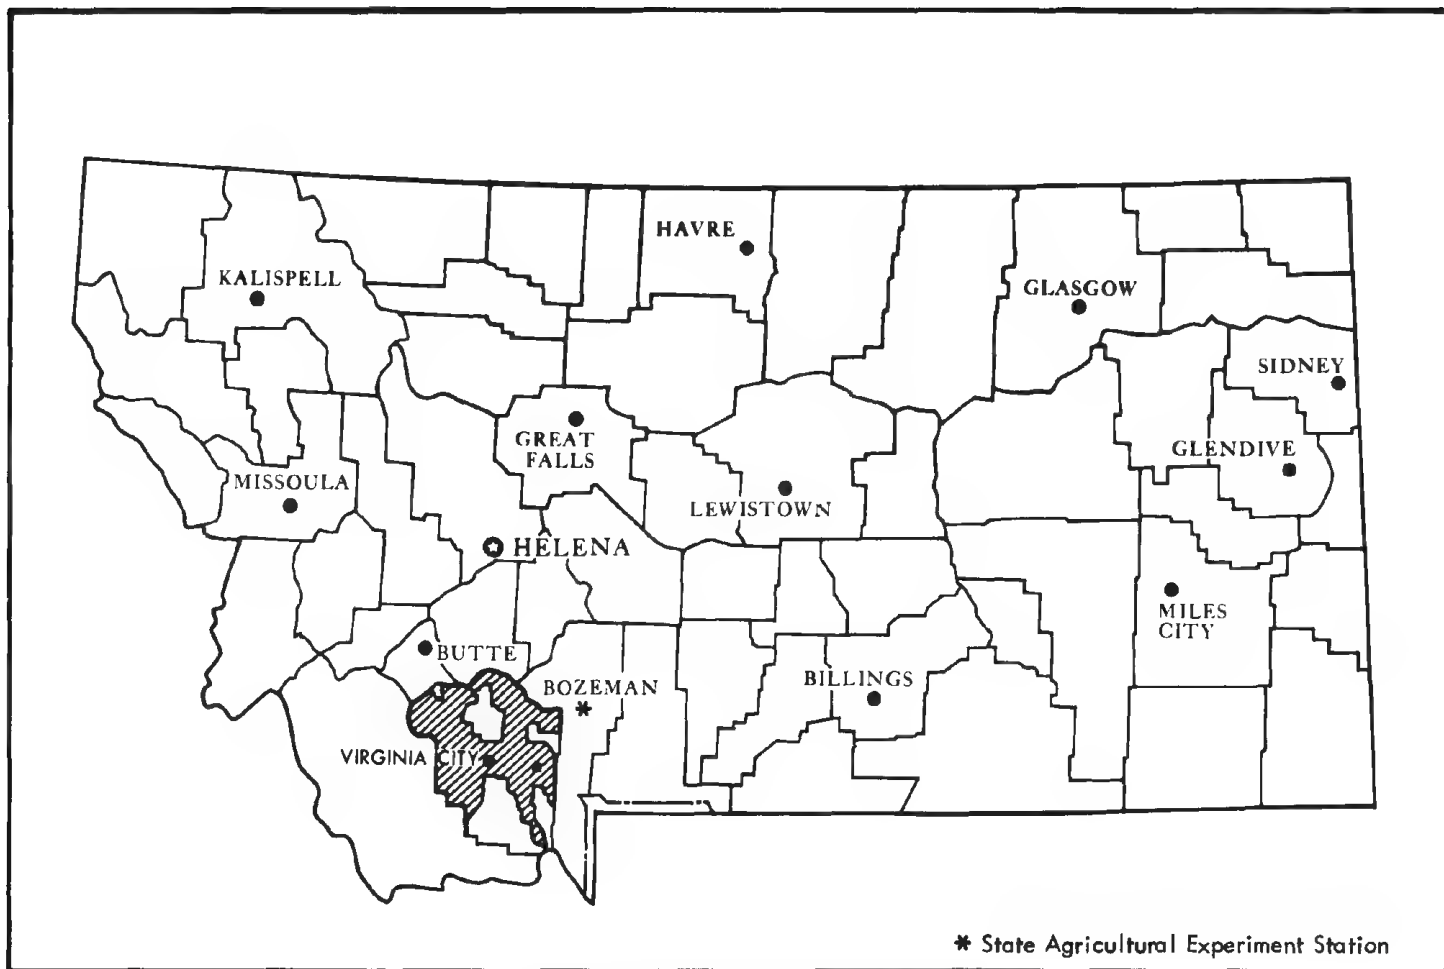 HAVRE
KALISPELL
GLASGOW
SIDNEY
GREAT
FALLS
GLENDIVE
MISSOULA
LEWISTOWN
HELENA
MILES
CITY
BUTTE
BOZEMAN
BILLINGS
VIRGINIA CITY
* State Agricultural Experiment Station